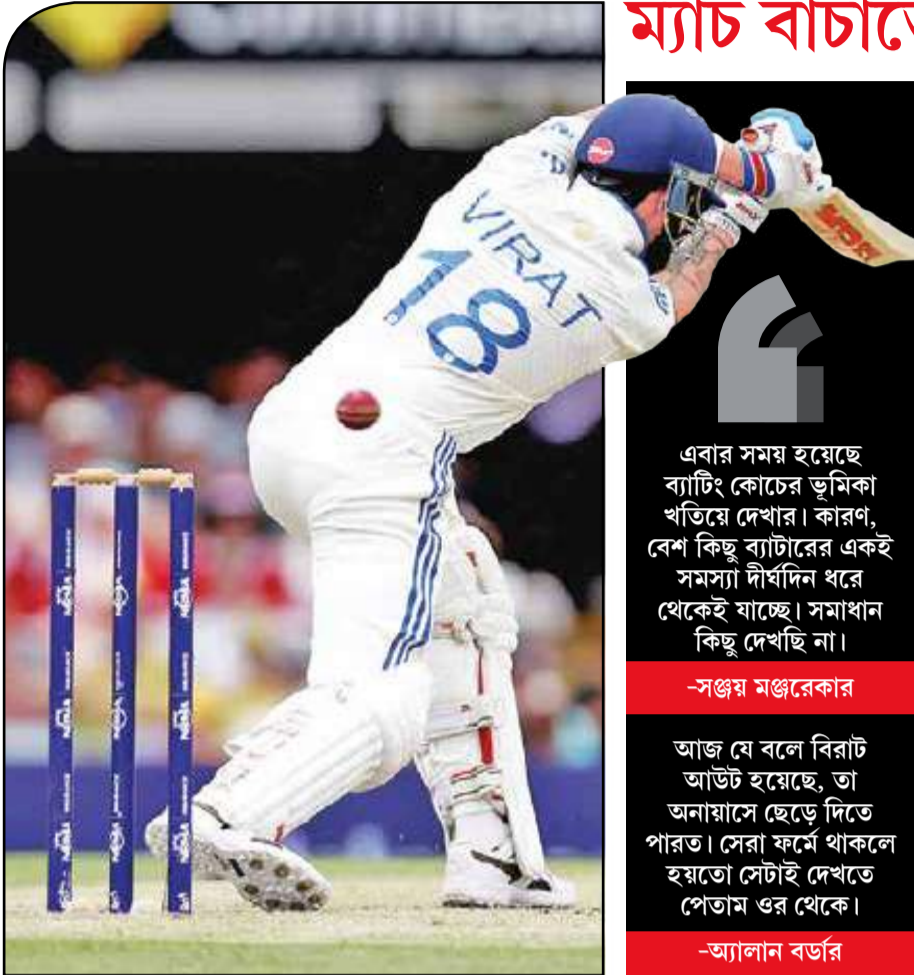 ম্যাচ বাচাতে
VIRAT
18
এবার সময় হয়েছে
ব্যাটিং কোচের ভূমিকা
খতিয়ে দেখার। কারণ,
বেশ কিছু ব্যাটারের একই
সমস্যা দীর্ঘদিন ধরে
থেকেই যাচ্ছে। সমাধান
কিছু দেখছি না।
-সঞ্জয় মঞ্জরেকার
আজ যে বলে বিরাট
আউট হয়েছে, তা
অনায়াসে ছেড়ে দিতে
পারত। সেরা ফর্মে থাকলে
হয়তো সেটাই দেখতে
পেতাম ওর থেকে।
-অ্যালান বর্ডার